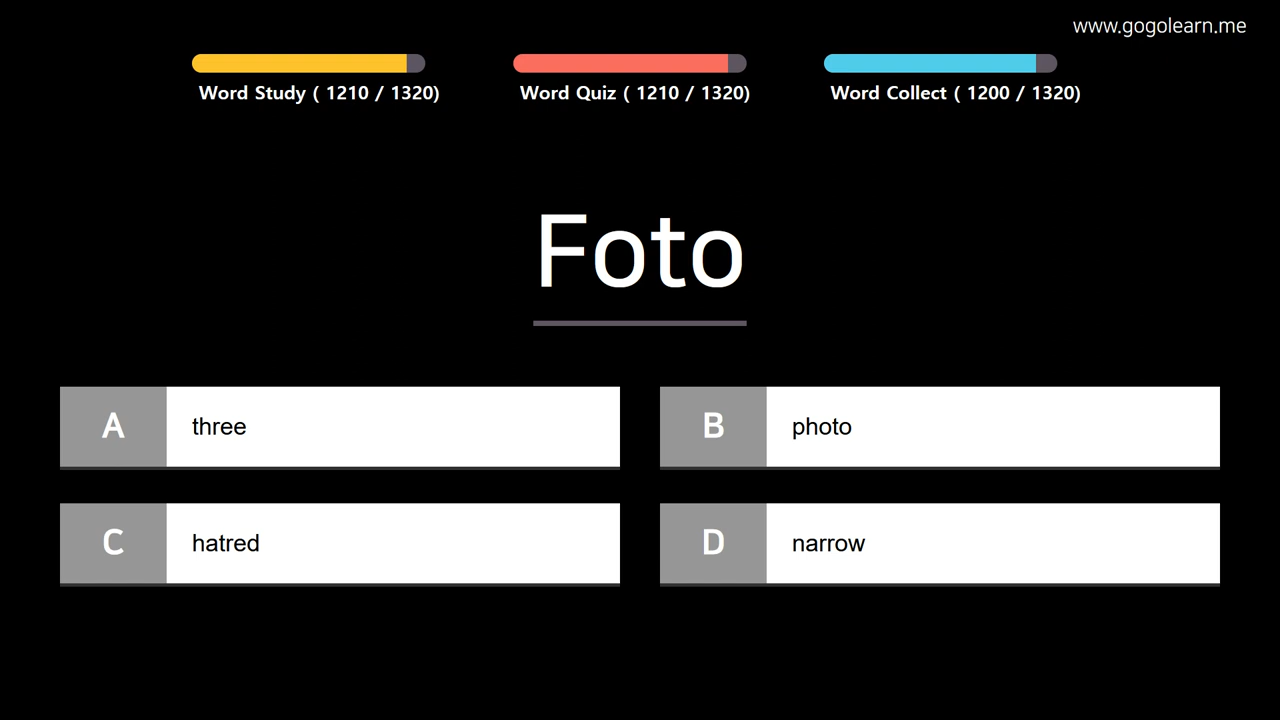 www.gogolearn.me
Word Study ( 1210 / 1320)
Word Quiz ( 1210 / 1320)
Word Collect ( 1200 / 1320)
Foto
A three
B photo
C hatred
D narrow